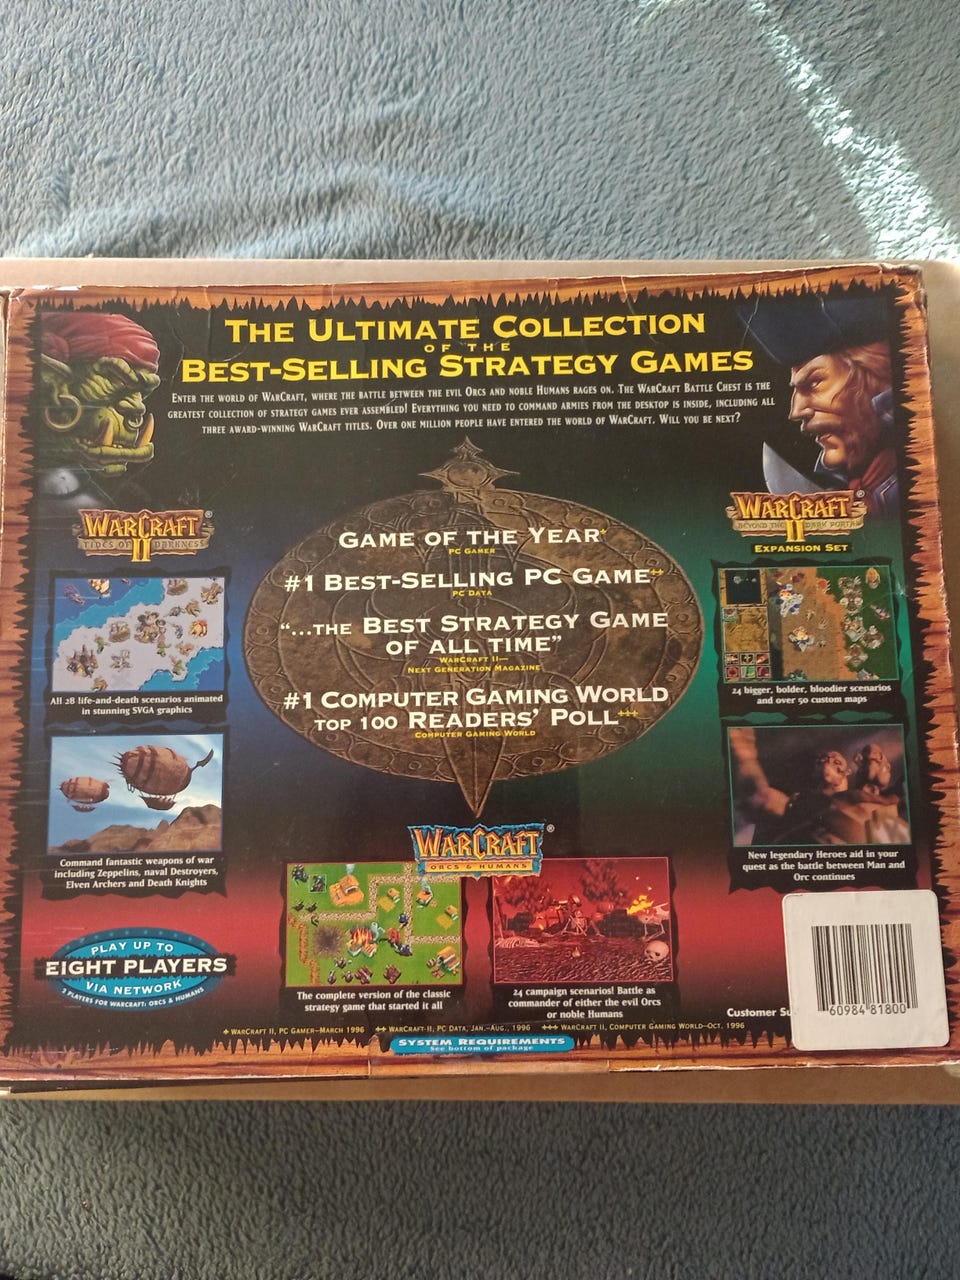 THE ULTIMATE COLLECTION
OF THE
BEST-SELLING STRATEGY GAMES
ENTER THE WORLD OF WARCRAFT, WHERE THE BATTLE BETWEEN THE EVIL ORCS AND NOBLE HUMANS RAGES ON. THE WARCRAFT BATTLE CHEST IS THE
GREATEST COLLECTION OF STRATEGY GAMES EVER ASSEMBLED! EVERYTHING YOU NEED TO COMMAND ARMIES FROM THE DESKTOP IS INSIDE, INCLUDING ALL
THREE AWARD-WINNING WARCRAFT TITLES. OVER ONE MILLION PEOPLE HAVE ENTERED THE WORLD OF WARCRAFT. WILL YOU BE NEXT?
WARCRAFT®
II
TIDES OF DARKNESS
All 28 life-and-death scenarios animated
in stunning SVGA graphics
Command fantastic weapons of war
including Zeppelins, naval Destroyers,
Elven Archers and Death Knights
GAME OF THE YEAR+
PC GAMER
#1 BEST-SELLING PC GAME++
PC DATA
“...THE BEST STRATEGY GAME
OF ALL TIME”
WARCRAFT II—
NEXT GENERATION MAGAZINE
#1 COMPUTER GAMING WORLD
TOP 100 READERS’ POLL+++
COMPUTER GAMING WORLD
WARCRAFT®
II
BEYOND THE DARK PORTAL
EXPANSION SET
24 bigger, bolder, bloodier scenarios
and over 50 custom maps
New legendary Heroes aid in your
quest as the battle between Man and
Orc continues
WARCRAFT®
ORCS & HUMANS
The complete version of the classic
strategy game that started it all
24 campaign scenarios! Battle as
commander of either the evil Orcs
or noble Humans
PLAY UP TO
EIGHT PLAYERS
VIA NETWORK
2 PLAYERS FOR WARCRAFT: ORCS & HUMANS
Customer Su
60984 81800
+ WARCRAFT II, PC GAMER–MARCH 1996 ++ WARCRAFT II, PC DATA, JAN.–AUG., 1996 +++ WARCRAFT II, COMPUTER GAMING WORLD–OCT. 1996
SYSTEM REQUIREMENTS
See bottom of package